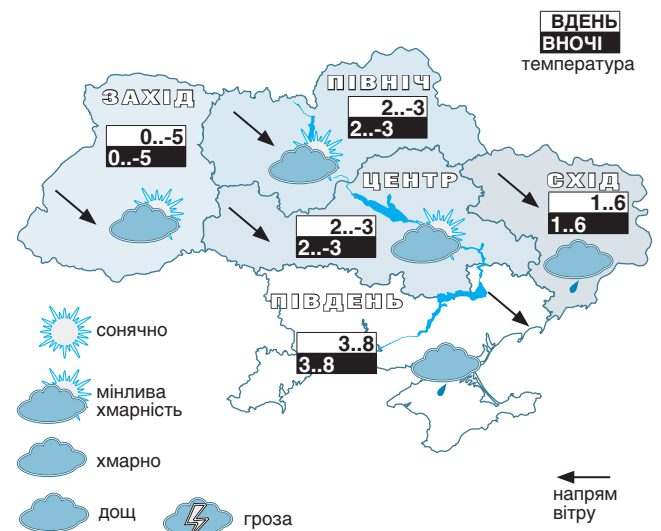 ВДЕНЬ
ВНОЧІ
температура
ПІВНІЧ
2..-3
2..-3
ЗАХІД
0..-5
0..-5
ЦЕНТР
2..-3
2..-3
СХІД
1..6
1..6
ПІВДЕНЬ
3..8
3..8
сонячно
мінлива
хмарність
хмарно
дощ
гроза
напрям
вітру